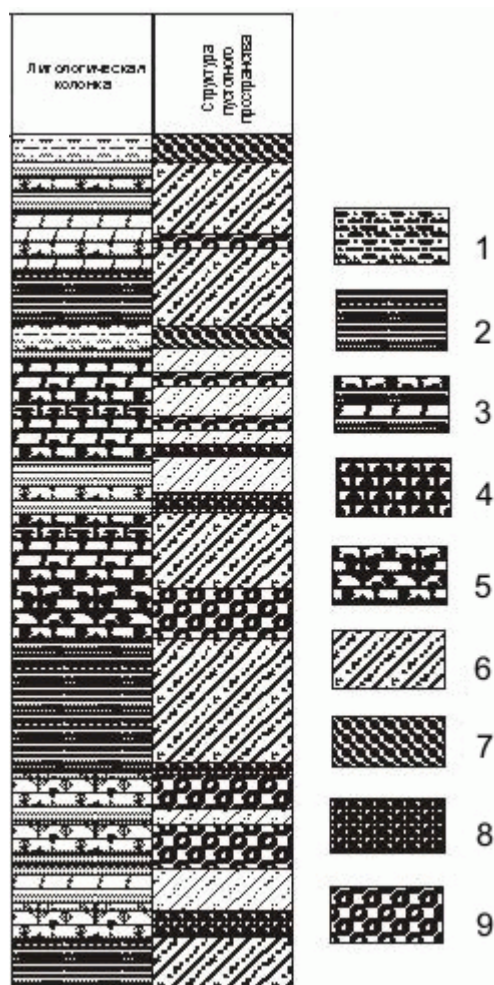 Литологическая
колонка
Структура
пустотного
пространства
1
2
3
4
5
6
7
8
9